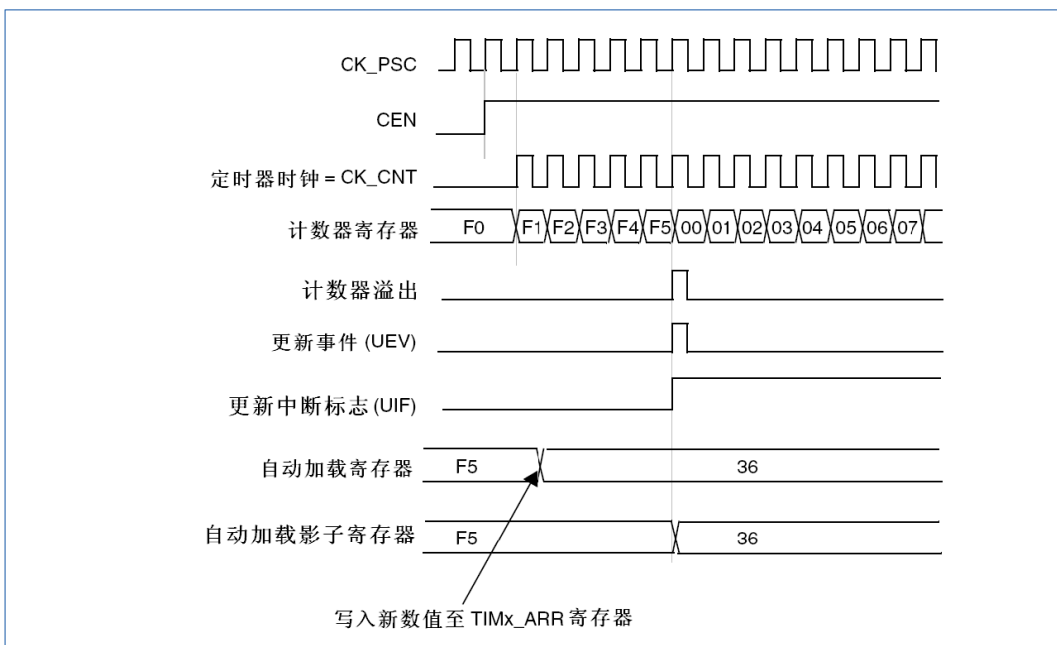 CK_PSC
CEN
定时器时钟 = CK_CNT
计数器寄存器 F0 F1 F2 F3 F4 F5 00 01 02 03 04 05 06 07
计数器溢出
更新事件 (UEV)
更新中断标志 (UIF)
自动加载寄存器 F5 36
自动加载影子寄存器 F5 36
写入新数值至 TIMx_ARR 寄存器